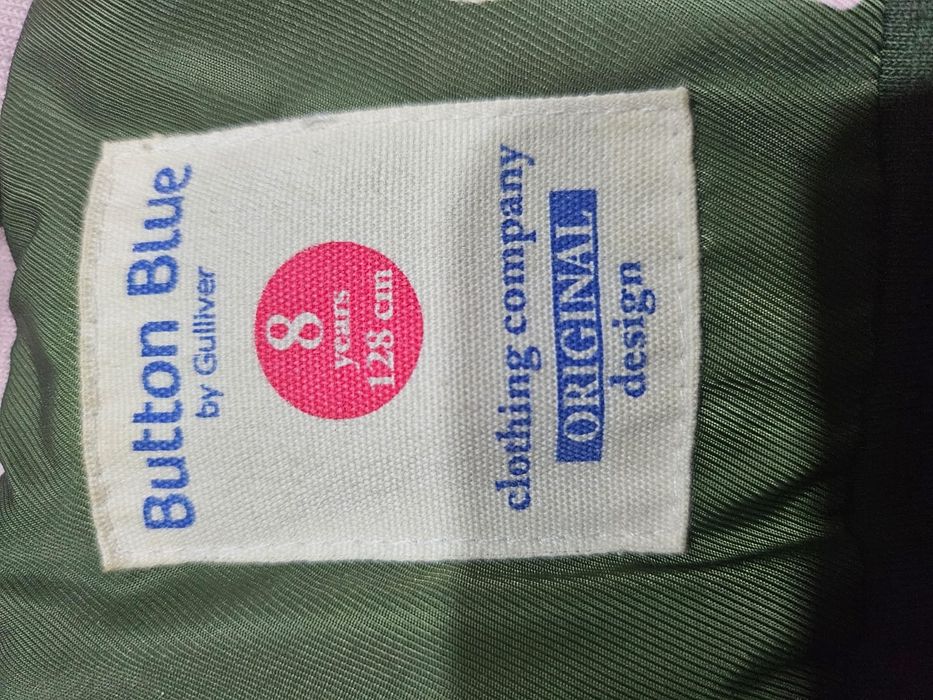 Button Blue
by Gulliver
8
years
128 cm
clothing company
ORIGINAL
design